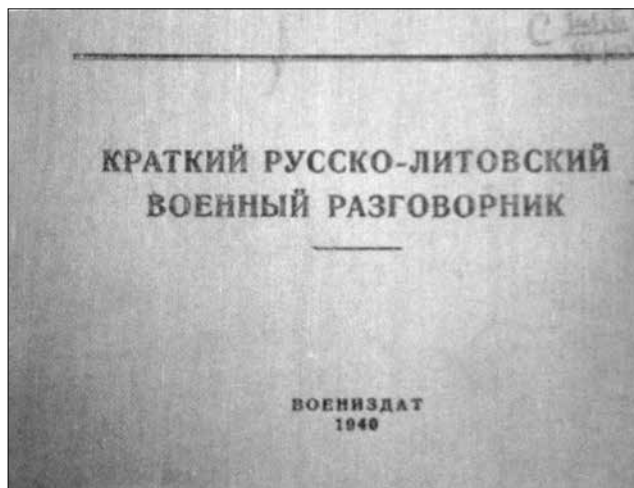 КРАТКИЙ РУССКО-ЛИТОВСКИЙ
ВОЕННЫЙ РАЗГОВОРНИК
ВОЕНИЗДАТ
1940